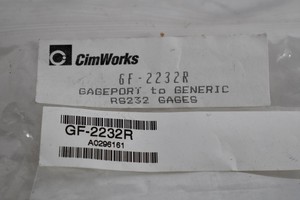 CimWorks
GF-2232R
GAGEPORT to GENERIC
RS232 GAGES
GF-2232R
A0296161